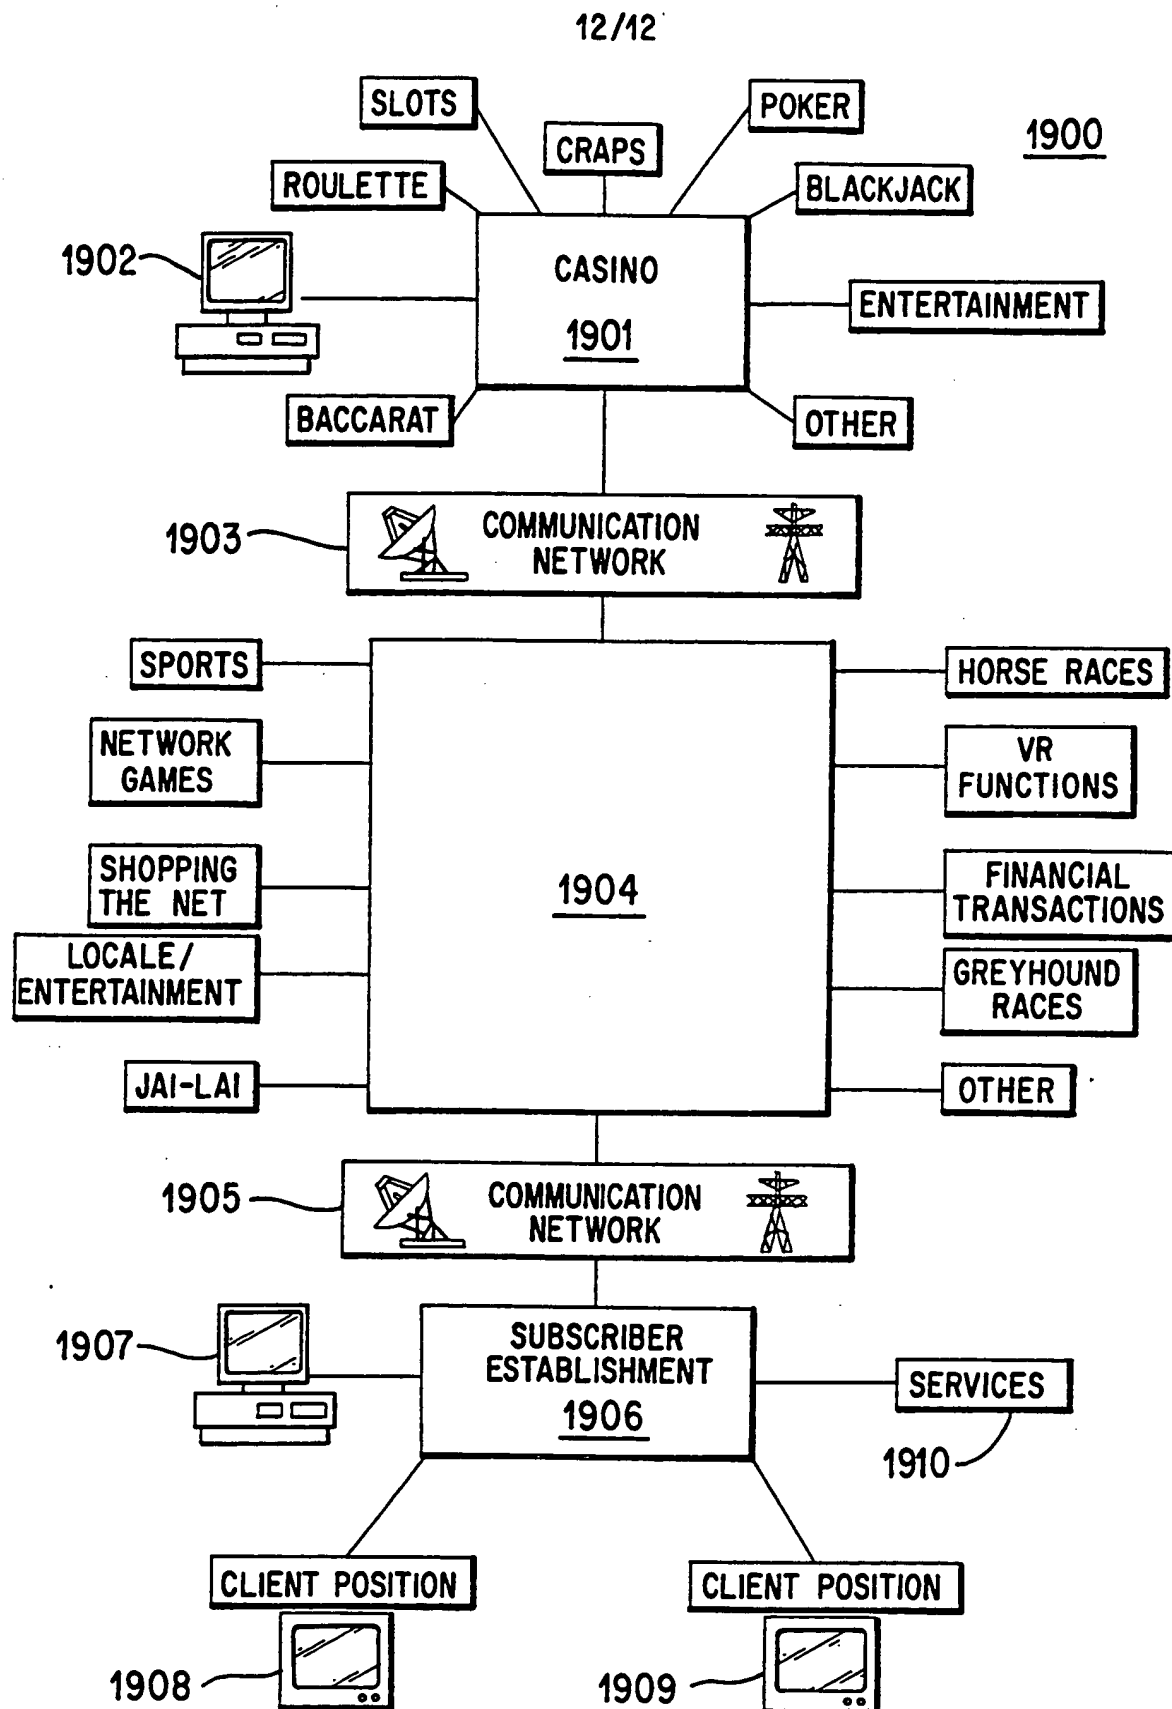 12/12
SLOTS
POKER
CRAPS
1900
ROULETTE
BLACKJACK
1902
CASINO
1901
ENTERTAINMENT
BACCARAT
OTHER
1903
COMMUNICATION
NETWORK
SPORTS
HORSE RACES
NETWORK
GAMES
VR
FUNCTIONS
SHOPPING
THE NET
1904
FINANCIAL
TRANSACTIONS
LOCALE/
ENTERTAINMENT
GREYHOUND
RACES
JAI-LAI
OTHER
1905
COMMUNICATION
NETWORK
1907
SUBSCRIBER
ESTABLISHMENT
1906
SERVICES
1910
CLIENT POSITION
CLIENT POSITION
1908
1909